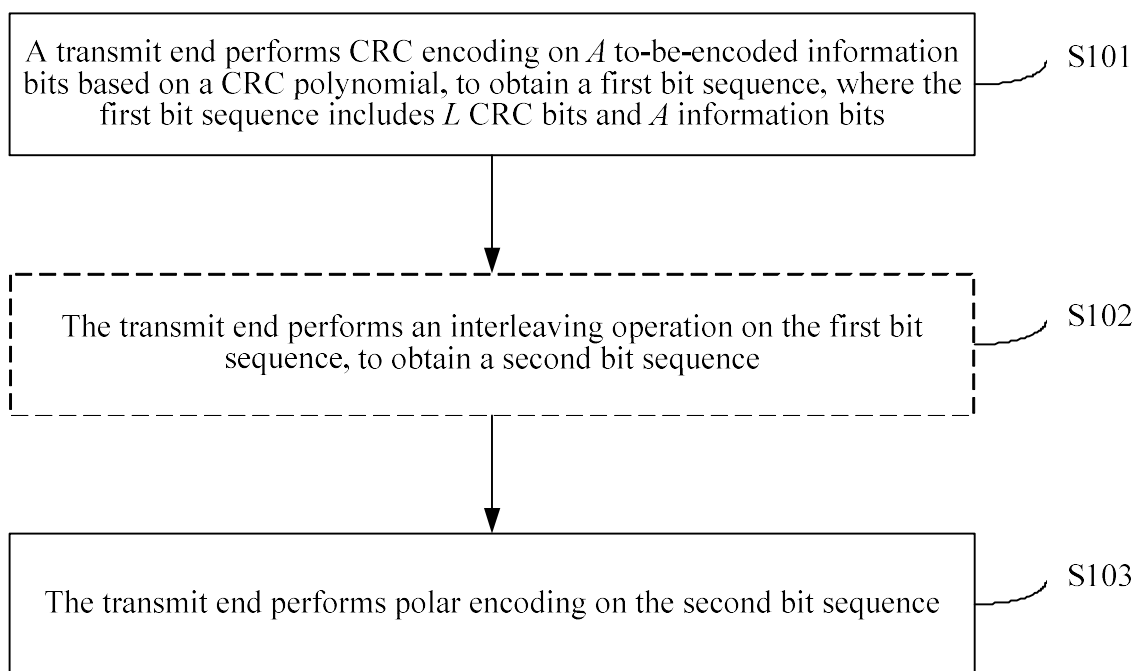 A transmit end performs CRC encoding on A to-be-encoded information
bits based on a CRC polynomial, to obtain a first bit sequence, where the
first bit sequence includes L CRC bits and A information bits
S101
The transmit end performs an interleaving operation on the first bit
sequence, to obtain a second bit sequence
S102
The transmit end performs polar encoding on the second bit sequence
S103